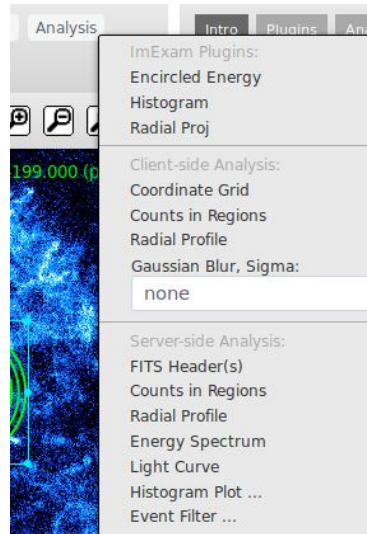 Analysis
Intro Plugins Ana
199.000 (p
ImExam Plugins:
Encircled Energy
Histogram
Radial Proj
Client-side Analysis:
Coordinate Grid
Counts in Regions
Radial Profile
Gaussian Blur, Sigma:
none
Server-side Analysis:
FITS Header(s)
Counts in Regions
Radial Profile
Energy Spectrum
Light Curve
Histogram Plot ...
Event Filter ...